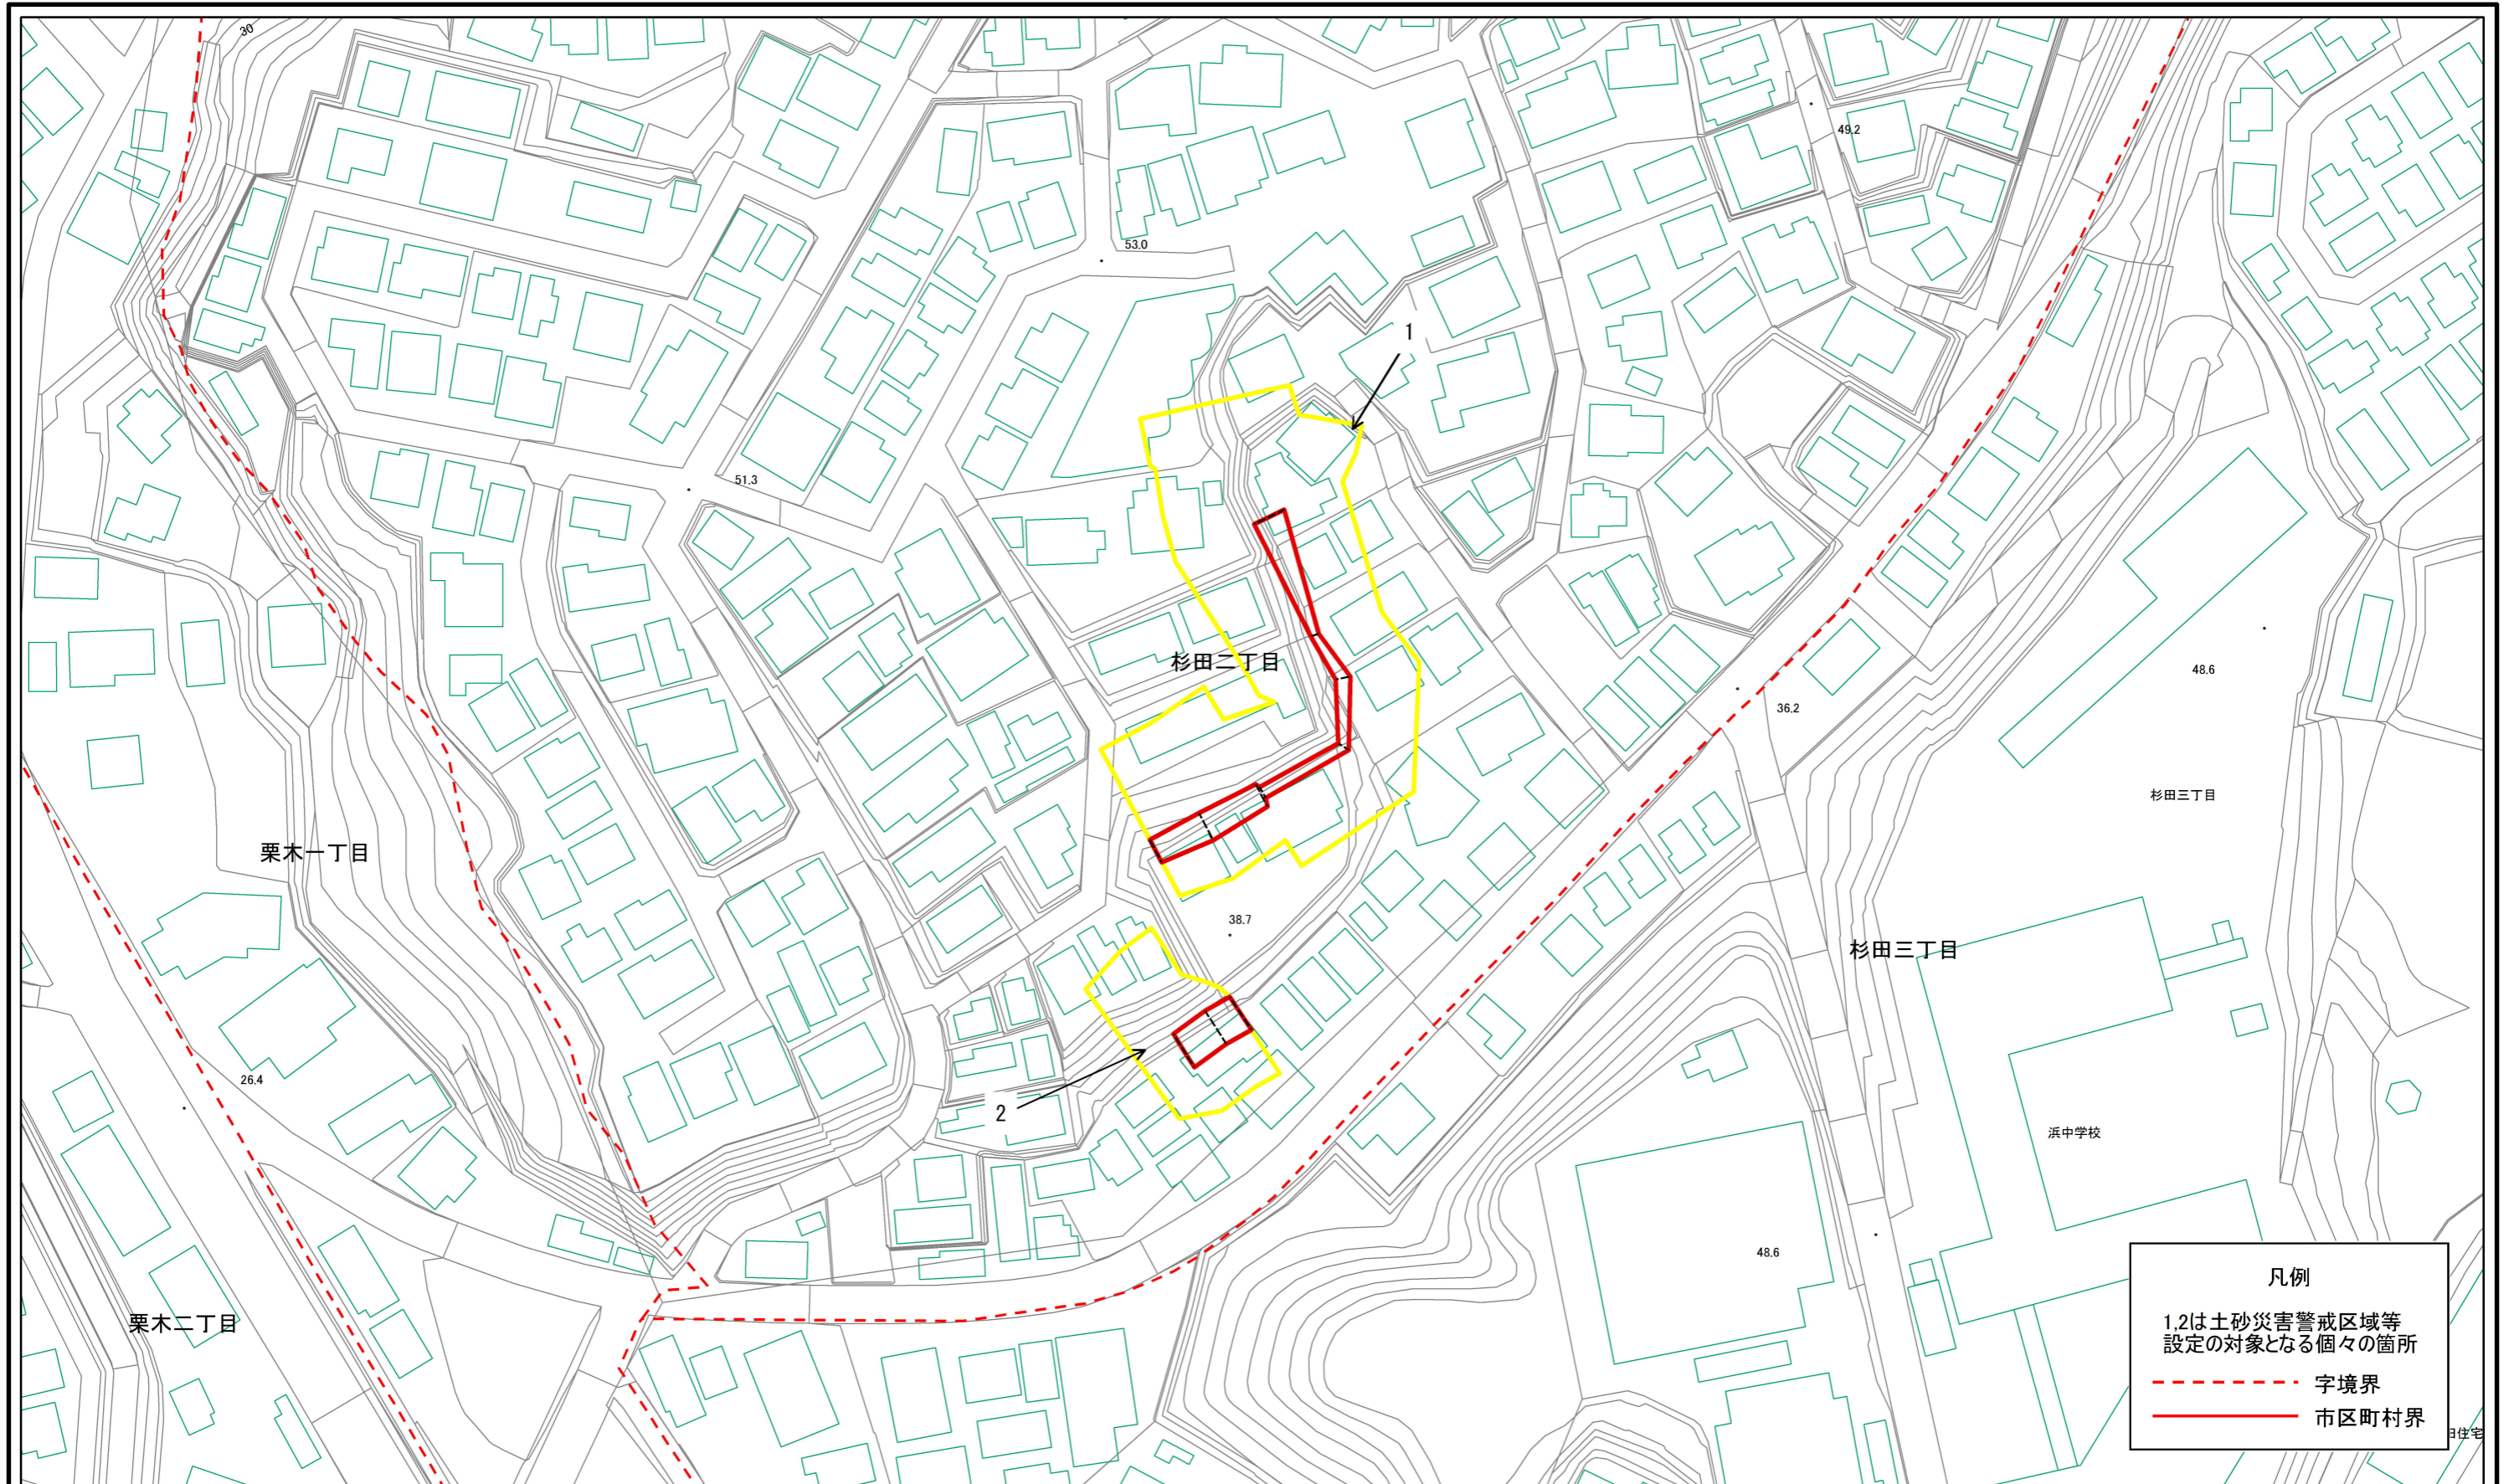 30
49.2
53.0
1
51.3
杉田二丁目
48.6
36.2
杉田三丁目
栗木一丁目
38.7
杉田三丁目
26.4
2
浜中学校
48.6
栗木二丁目
凡例
1,2は土砂災害警戒区域等
設定の対象となる個々の箇所
字境界
市区町村界
住宅